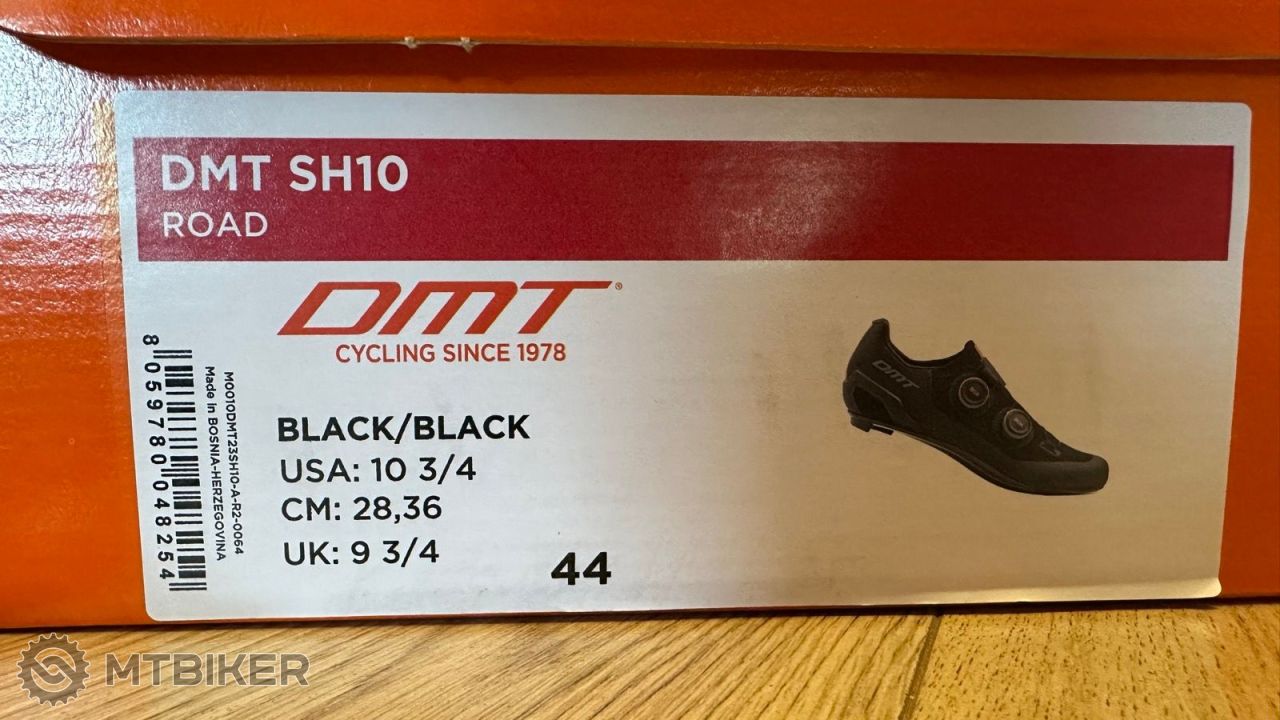 DMT SH10
ROAD
DMT®
CYCLING SINCE 1978
BLACK/BLACK
USA: 10 3/4
CM: 28,36
UK: 9 3/4
44
8 059780 048254
Made in BOSNIA-HERZEGOVINA
M0010DMT23SH10-A-R2-0064
DMT
MTBIKER